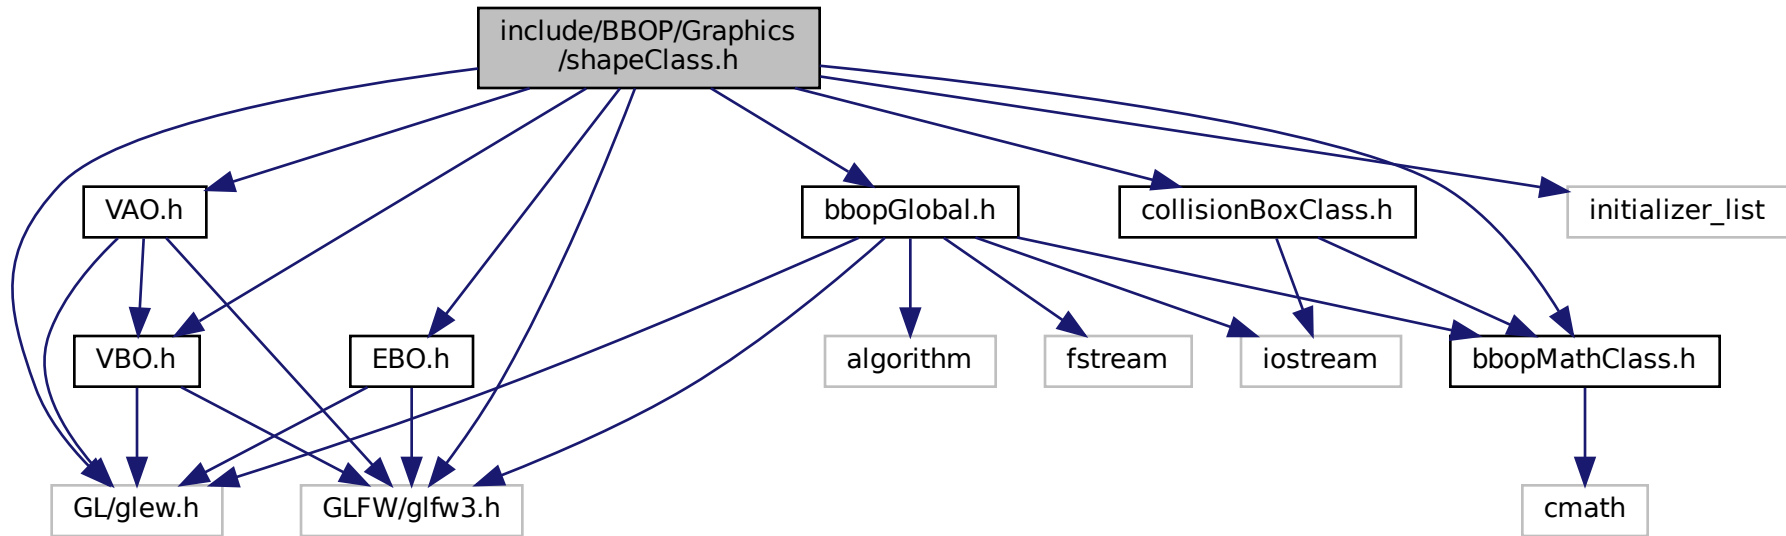 include/BBOP/Graphics
/shapeClass.h
VAO.h
bbopGlobal.h
collisionBoxClass.h
initializer_list
VBO.h
EBO.h
algorithm
fstream
iostream
bbopMathClass.h
GL/glew.h
GLFW/glfw3.h
cmath